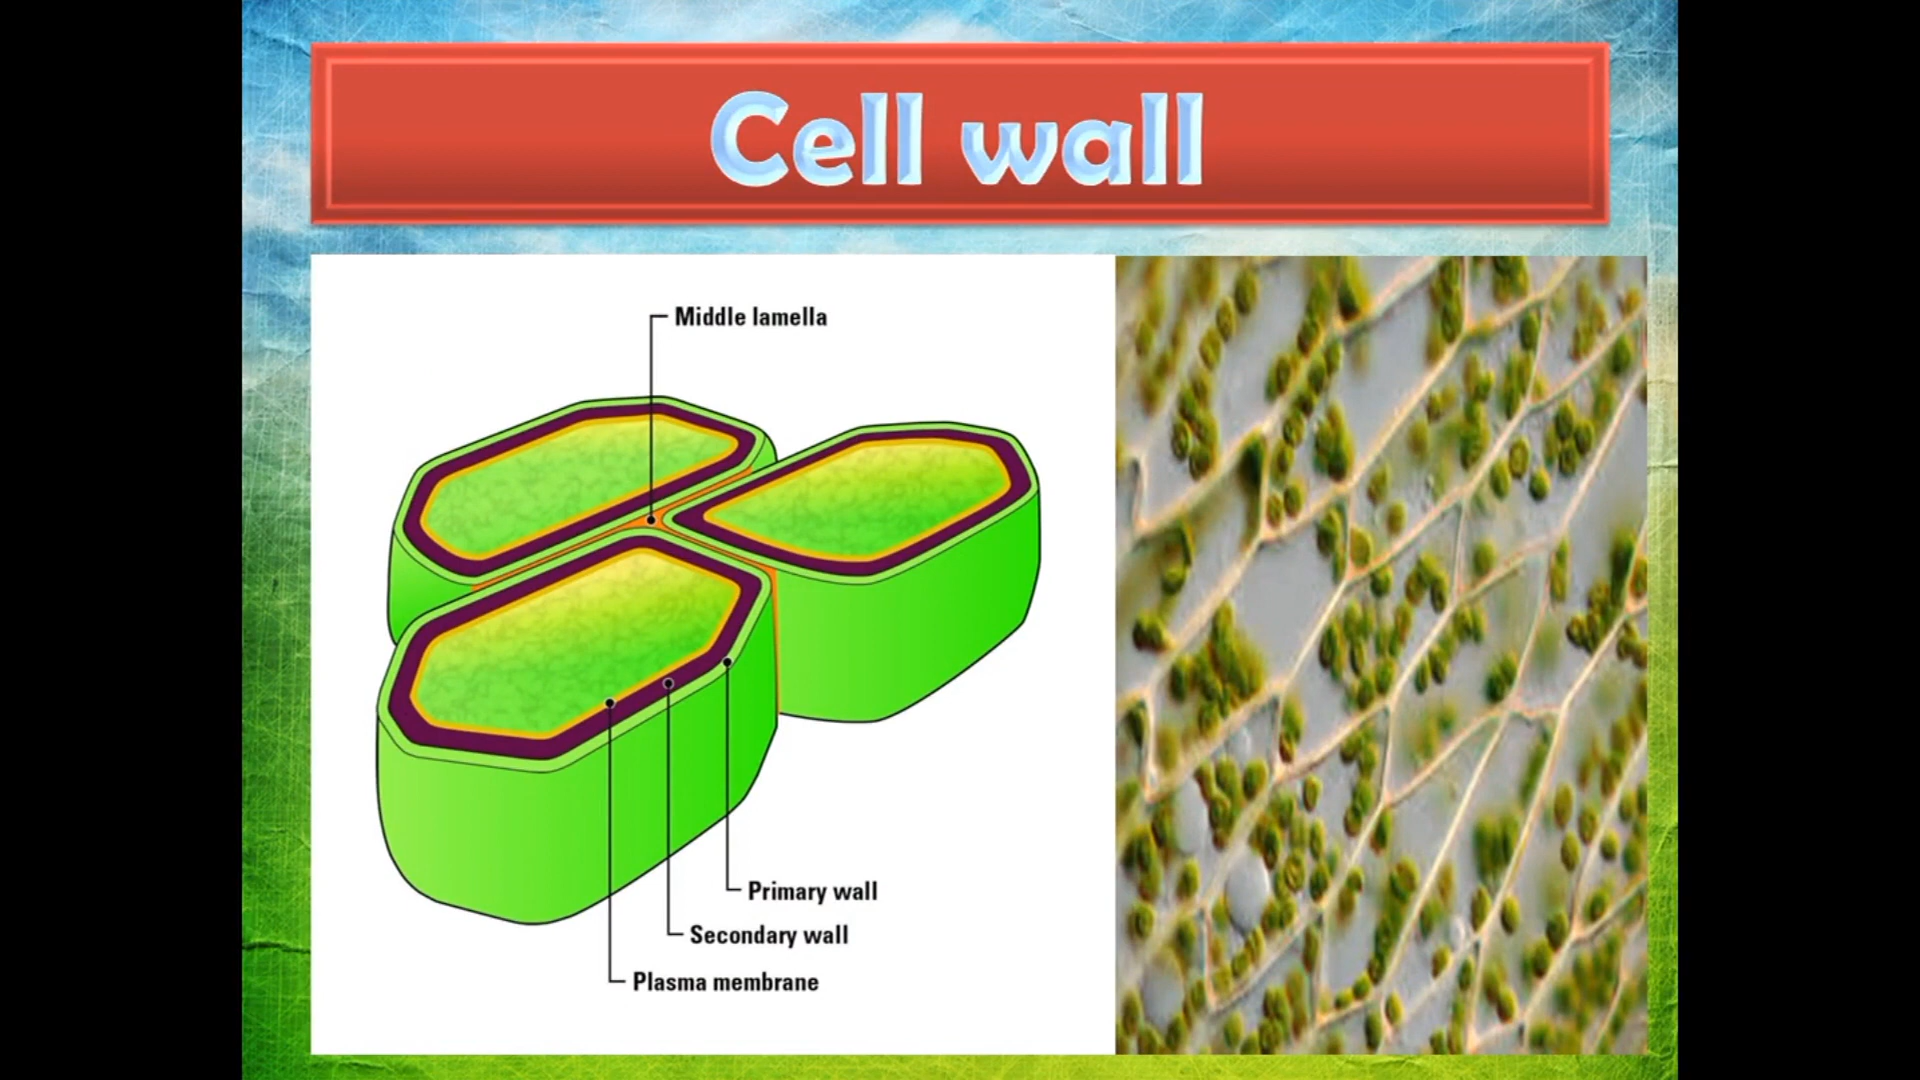 Cell wall
Middle lamella
Primary wall
Secondary wall
Plasma membrane